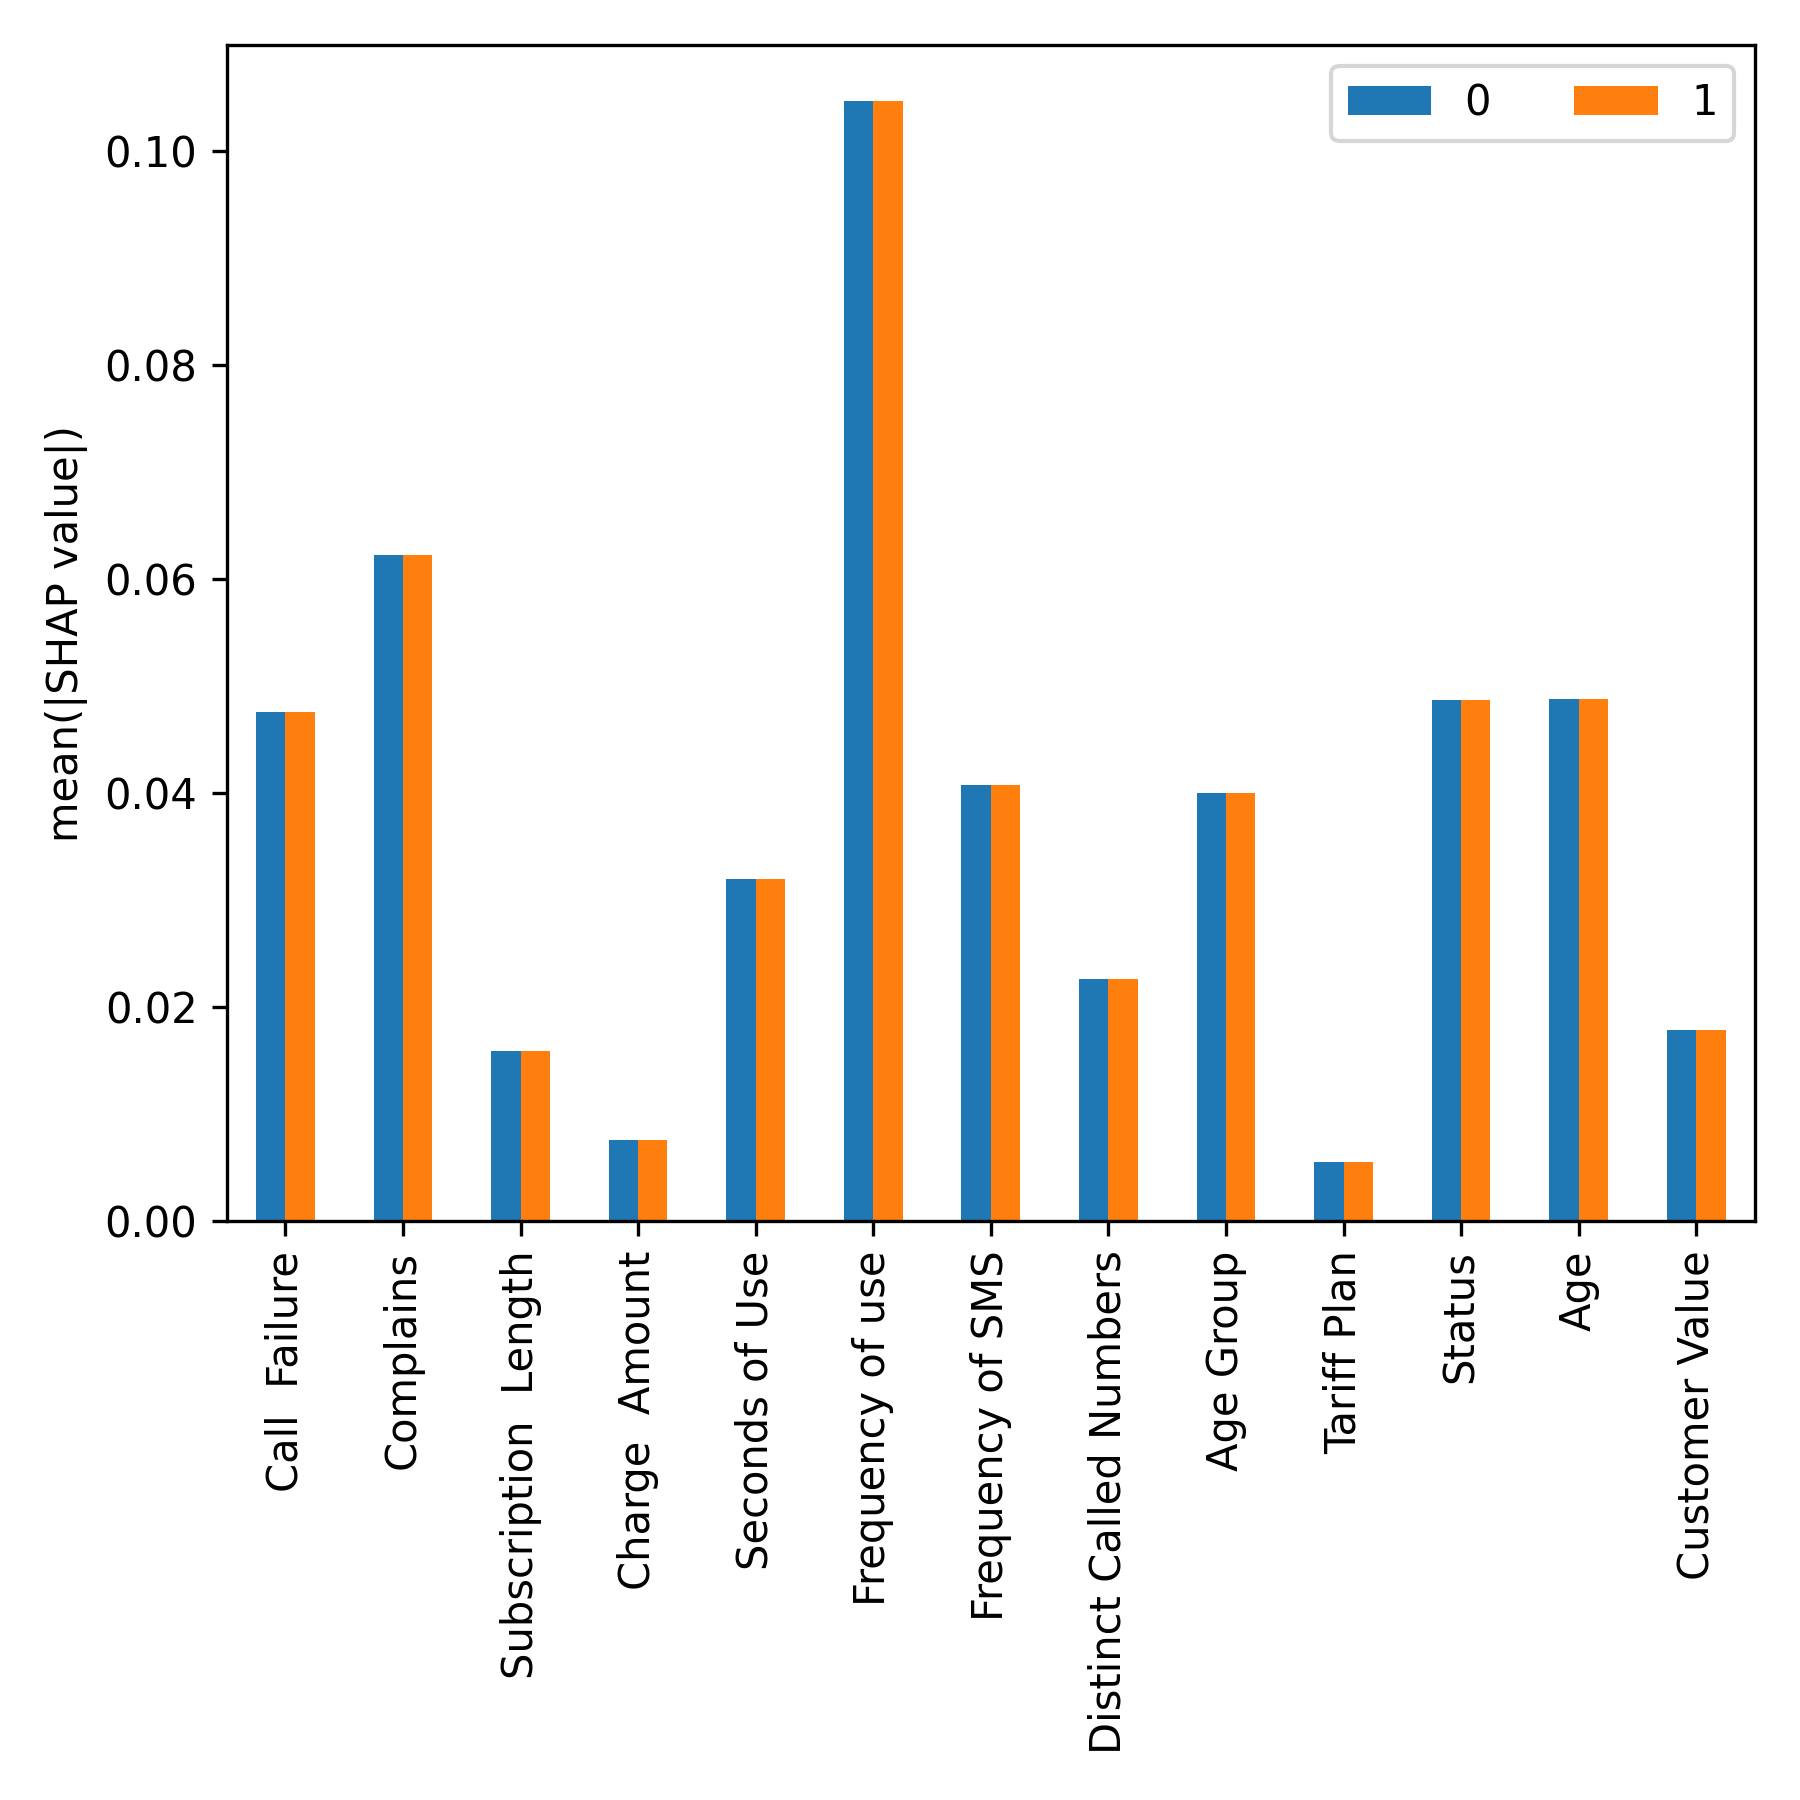 0 1
mean(|SHAP value|)
0.10
0.08
0.06
0.04
0.02
0.00
Call  Failure
Complains
Subscription  Length
Charge  Amount
Seconds of Use
Frequency of use
Frequency of SMS
Distinct Called Numbers
Age Group
Tariff Plan
Status
Age
Customer Value